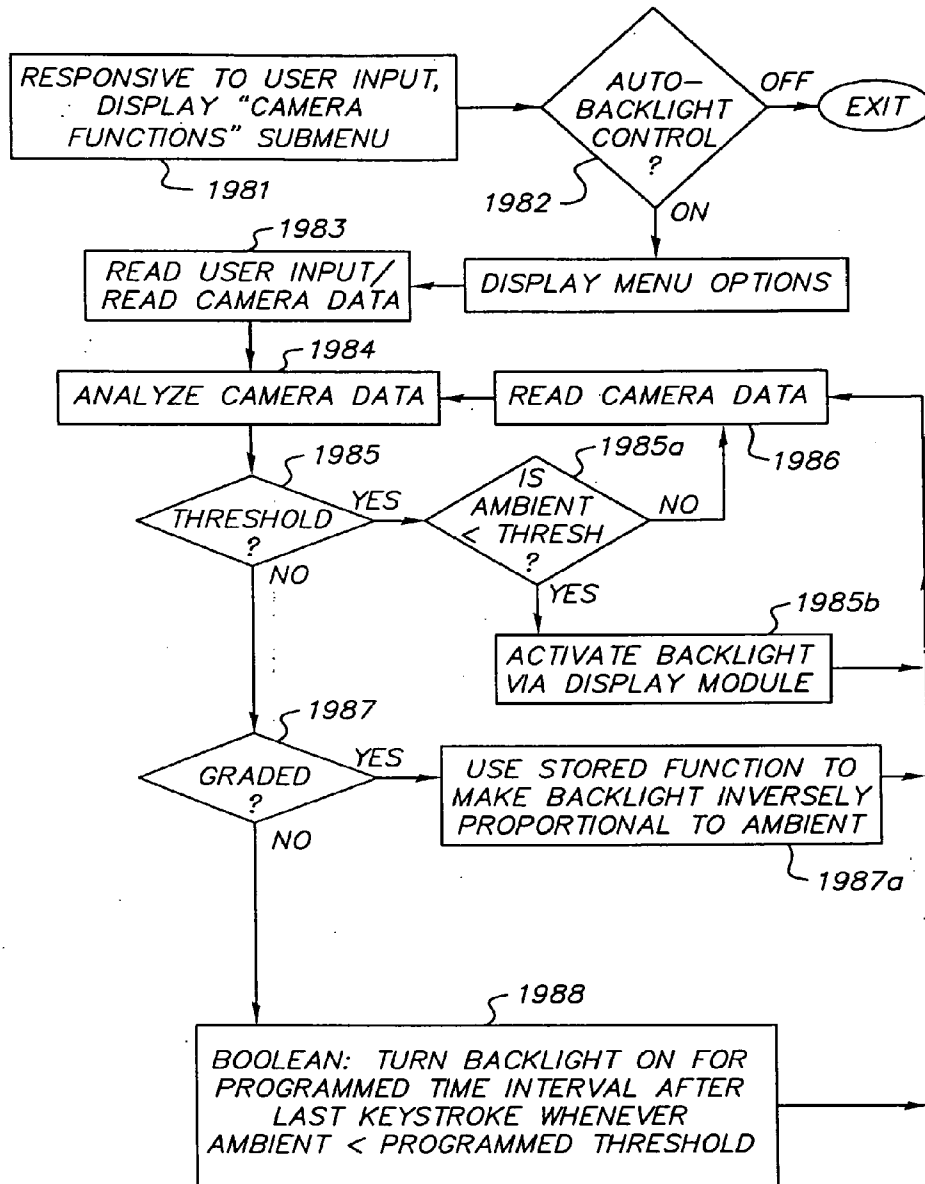 RESPONSIVE TO USER INPUT,
DISPLAY "CAMERA
FUNCTIONS" SUBMENU
1981
AUTO-
BACKLIGHT
CONTROL
?
1982
OFF
EXIT
ON
DISPLAY MENU OPTIONS
1983
READ USER INPUT/
READ CAMERA DATA
1984
ANALYZE CAMERA DATA
READ CAMERA DATA
1986
1985
THRESHOLD
?
YES
NO
1985a
IS
AMBIENT
< THRESH
?
NO
YES
1985b
ACTIVATE BACKLIGHT
VIA DISPLAY MODULE
1987
GRADED
?
YES
NO
USE STORED FUNCTION TO
MAKE BACKLIGHT INVERSELY
PROPORTIONAL TO AMBIENT
1987a
1988
BOOLEAN: TURN BACKLIGHT ON FOR
PROGRAMMED TIME INTERVAL AFTER
LAST KEYSTROKE WHENEVER
AMBIENT < PROGRAMMED THRESHOLD